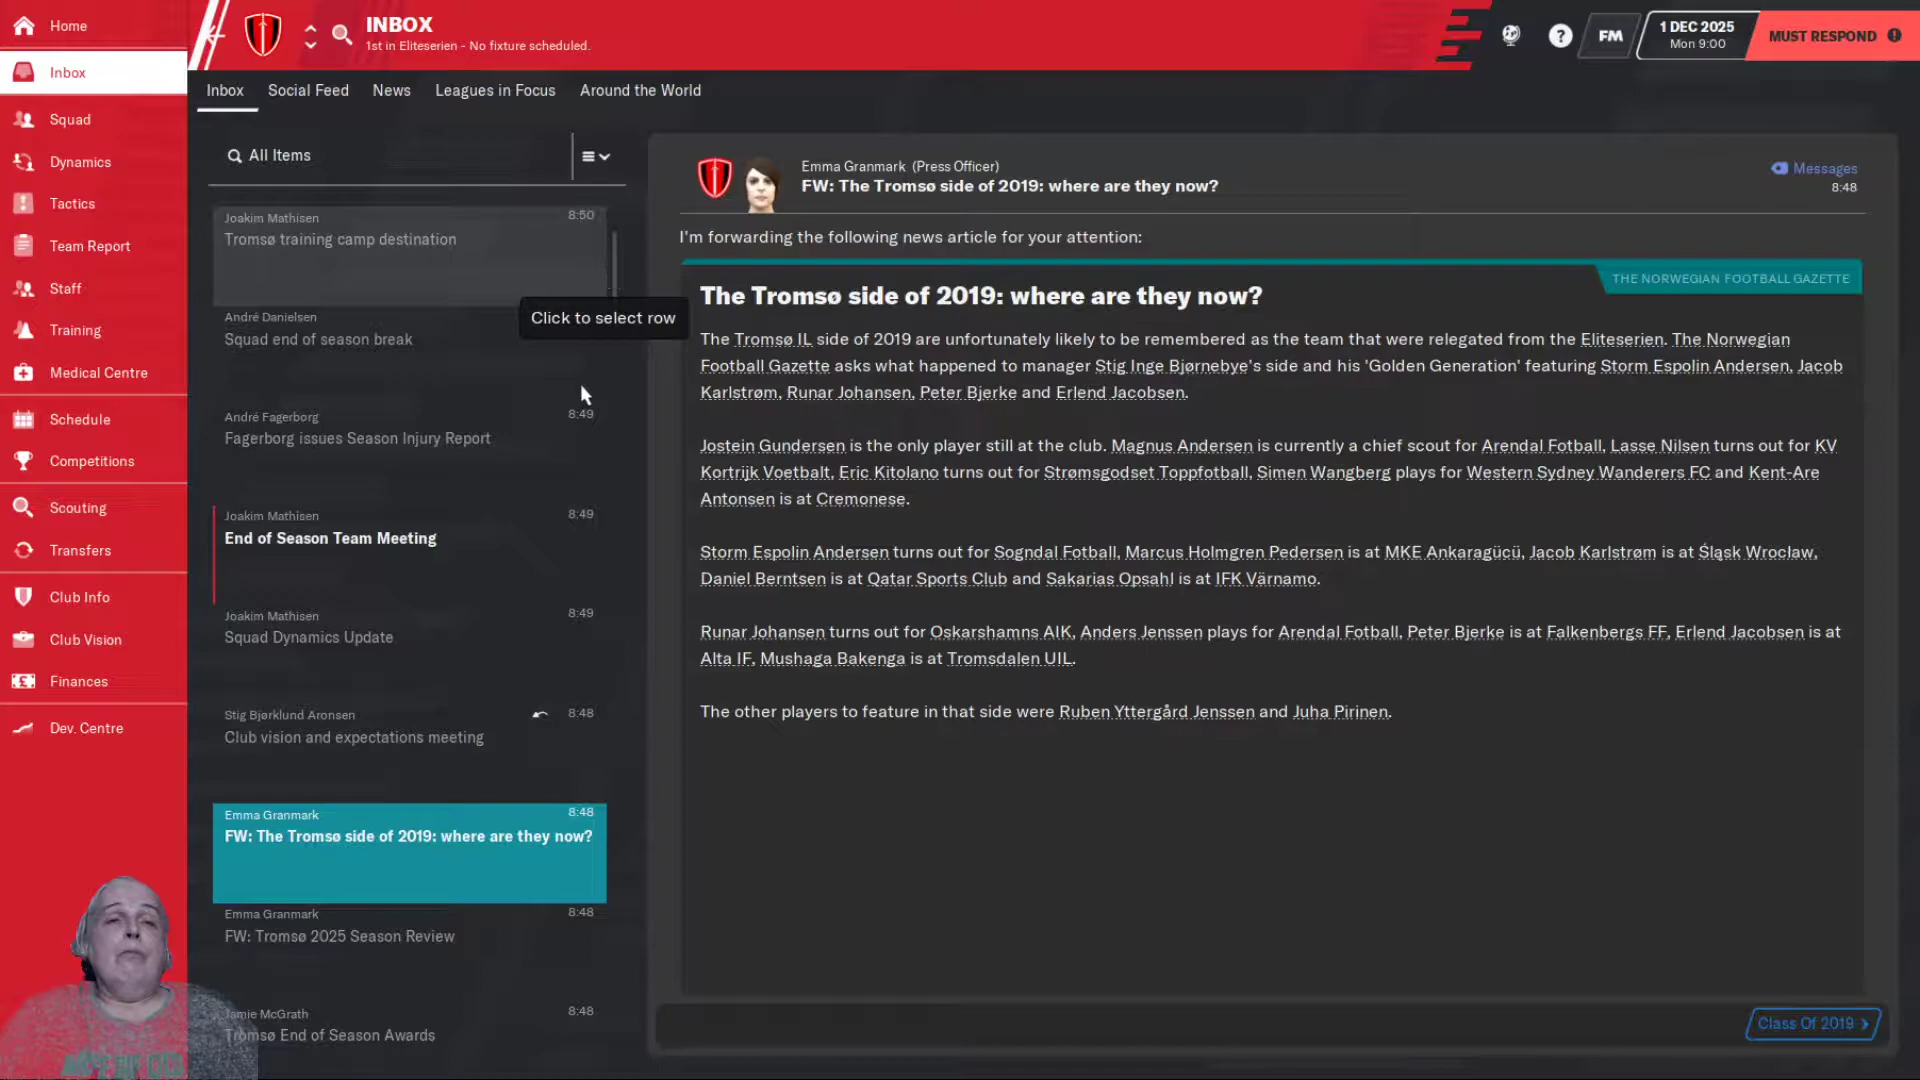 Home
INBOX
1st in Eliteserien - No fixture scheduled.
FM
1 DEC 2025
Mon 9:00
MUST RESPOND
Inbox
Squad
Dynamics
Tactics
Team Report
Staff
Training
Medical Centre
Schedule
Competitions
Scouting
Transfers
Club Info
Club Vision
Finances
Dev. Centre
Inbox Social Feed News Leagues in Focus Around the World
All Items
Joakim Mathisen 8:50
Tromsø training camp destination
André Danielsen
Squad end of season break
Click to select row
André Fagerborg 8:49
Fagerborg issues Season Injury Report
Joakim Mathisen 8:49
End of Season Team Meeting
Joakim Mathisen 8:49
Squad Dynamics Update
Stig Bjørklund Aronsen 8:48
Club vision and expectations meeting
Emma Granmark 8:48
FW: The Tromsø side of 2019: where are they now?
Emma Granmark 8:48
FW: Tromsø 2025 Season Review
Jamie McGrath 8:48
Tromsø End of Season Awards
Emma Granmark (Press Officer)
FW: The Tromsø side of 2019: where are they now?
Messages
8:48
I'm forwarding the following news article for your attention:
THE NORWEGIAN FOOTBALL GAZETTE
The Tromsø side of 2019: where are they now?
The Tromsø IL side of 2019 are unfortunately likely to be remembered as the team that were relegated from the Eliteserien. The Norwegian
Football Gazette asks what happened to manager Stig Inge Bjørnebye's side and his 'Golden Generation' featuring Storm Espolin Andersen, Jacob
Karlstrøm, Runar Johansen, Peter Bjerke and Erlend Jacobsen.
Jostein Gundersen is the only player still at the club. Magnus Andersen is currently a chief scout for Arendal Fotball, Lasse Nilsen turns out for KV
Kortrijk Voetbalt, Eric Kitolano turns out for Strømsgodset Toppfotball, Simen Wangberg plays for Western Sydney Wanderers FC and Kent-Are
Antonsen is at Cremonese.
Storm Espolin Andersen turns out for Sogndal Fotball, Marcus Holmgren Pedersen is at MKE Ankaragücü, Jacob Karlstrøm is at Śląsk Wrocław,
Daniel Berntsen is at Qatar Sports Club and Sakarias Opsahl is at IFK Värnamo.
Runar Johansen turns out for Oskarshamns AIK, Anders Jenssen plays for Arendal Fotball, Peter Bjerke is at Falkenbergs FF, Erlend Jacobsen is at
Alta IF, Mushaga Bakenga is at Tromsdalen UIL.
The other players to feature in that side were Ruben Yttergård Jenssen and Juha Pirinen.
Class Of 2019